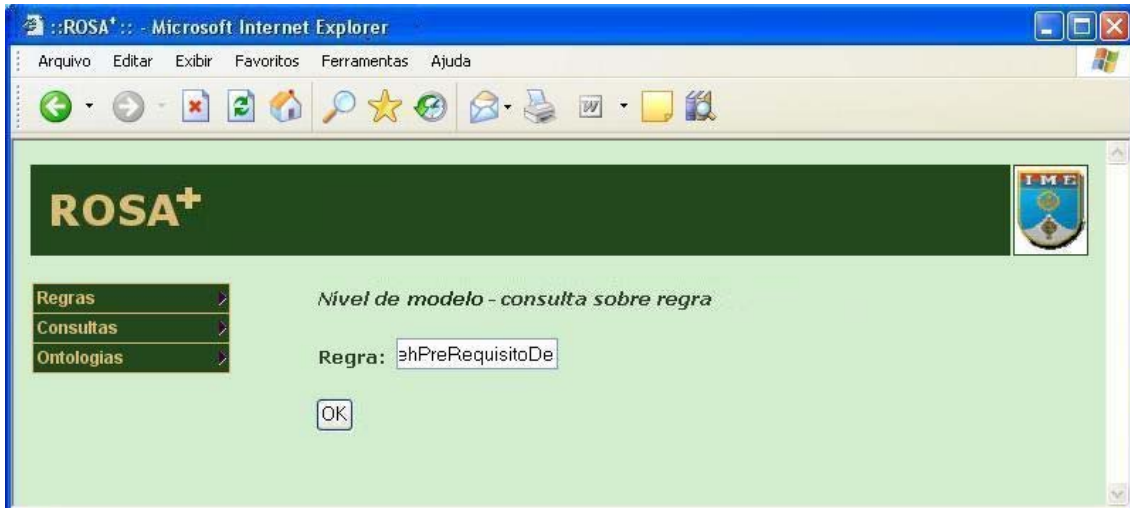 ::ROSA⁺:: - Microsoft Internet Explorer
Arquivo Editar Exibir Favoritos Ferramentas Ajuda
W
ROSA⁺
IME
Regras
Consultas
Ontologias
Nível de modelo - consulta sobre regra
Regra: ehPreRequisitoDe
OK